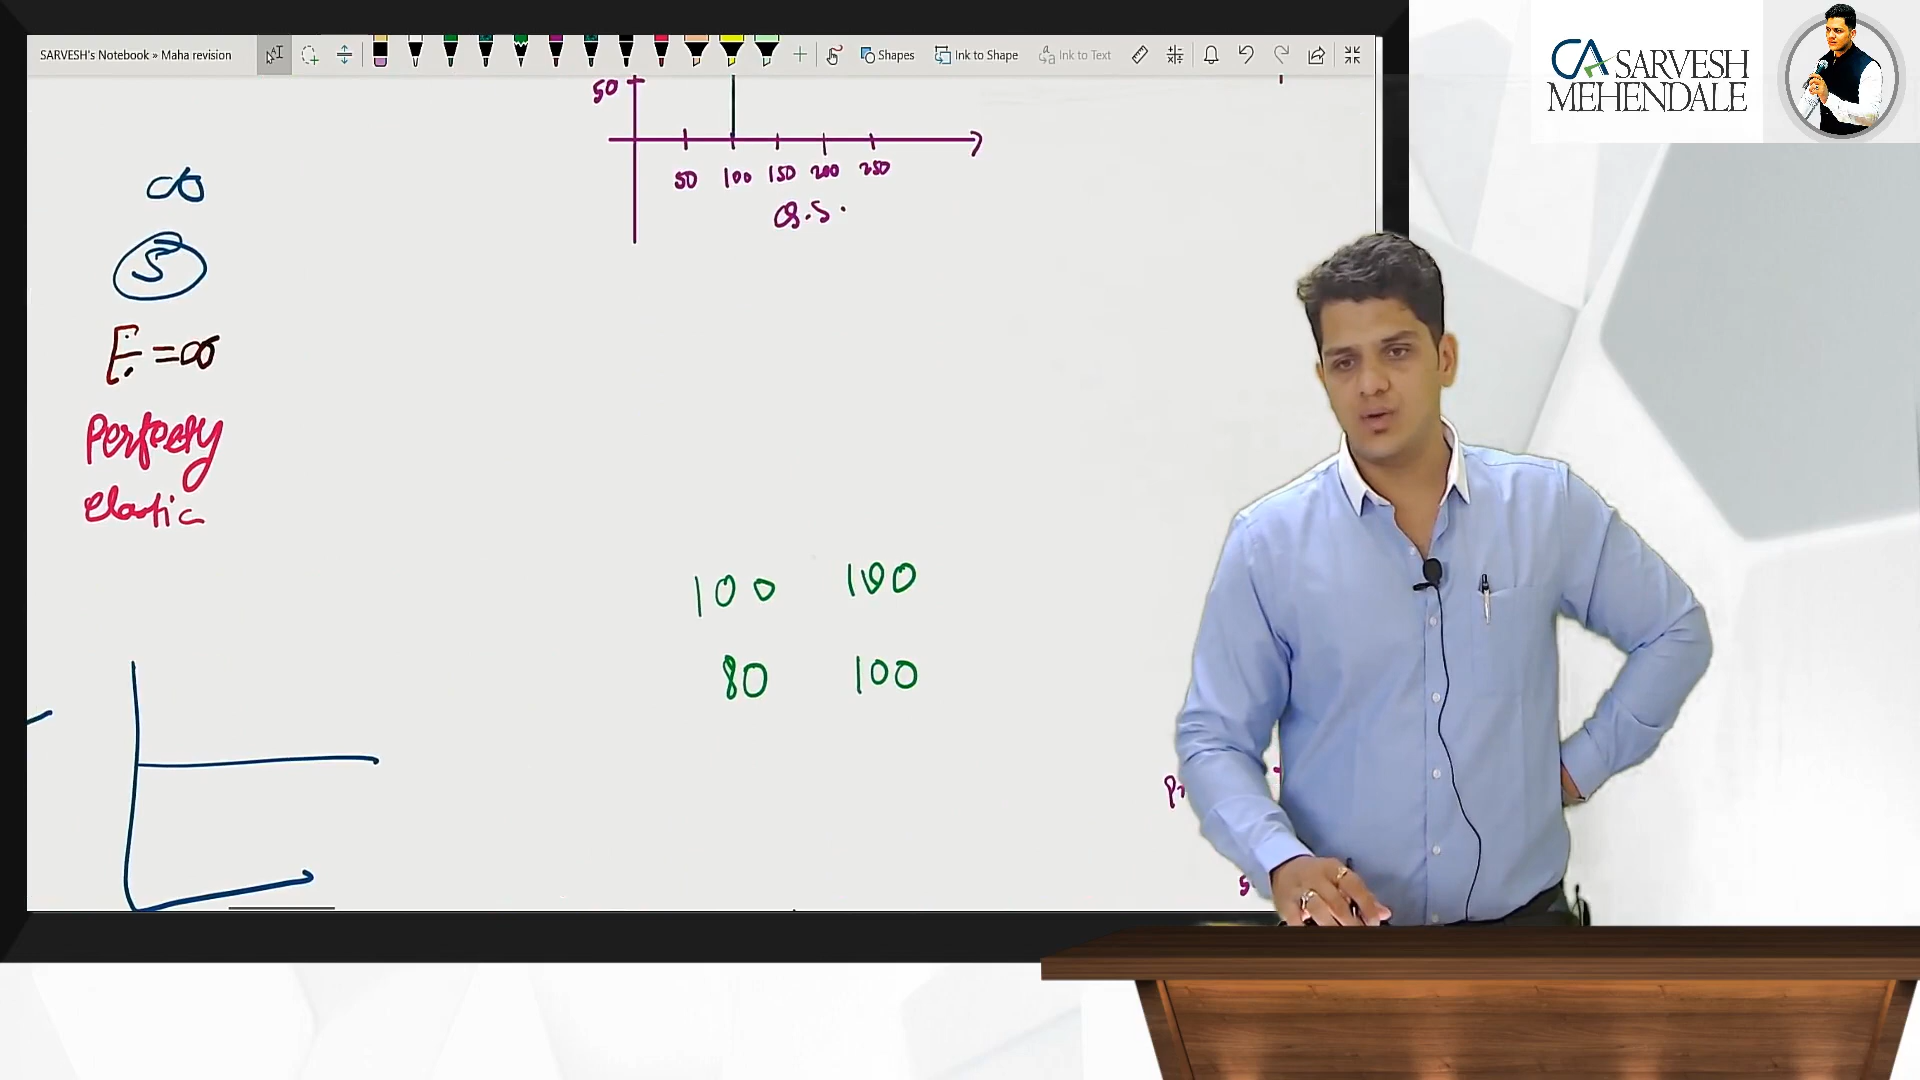 SARVESH's Notebook » Maha revision
Shapes
Ink to Shape
Ink to Text
CA SARVESH
MEHENDALE
50
50 100 150 200 250
Q.S.
∞
5
E = ∞
Perfecty
elastic
100 100
80 100